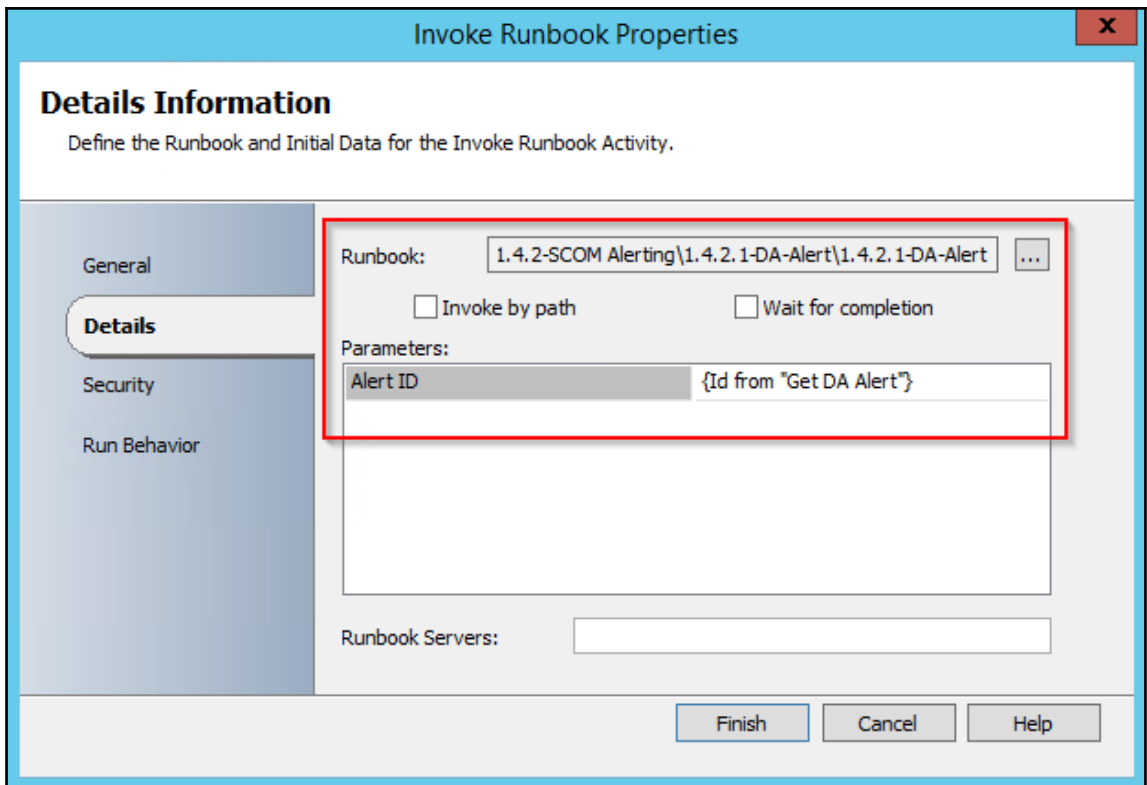 Invoke Runbook Properties
x
Details Information
Define the Runbook and Initial Data for the Invoke Runbook Activity.
General
Details
Security
Run Behavior
Runbook: 1.4.2-SCOM Alerting\1.4.2.1-DA-Alert\1.4.2.1-DA-Alert ...
Invoke by path Wait for completion
Parameters:
Alert ID {Id from "Get DA Alert"}
Runbook Servers:
Finish Cancel Help